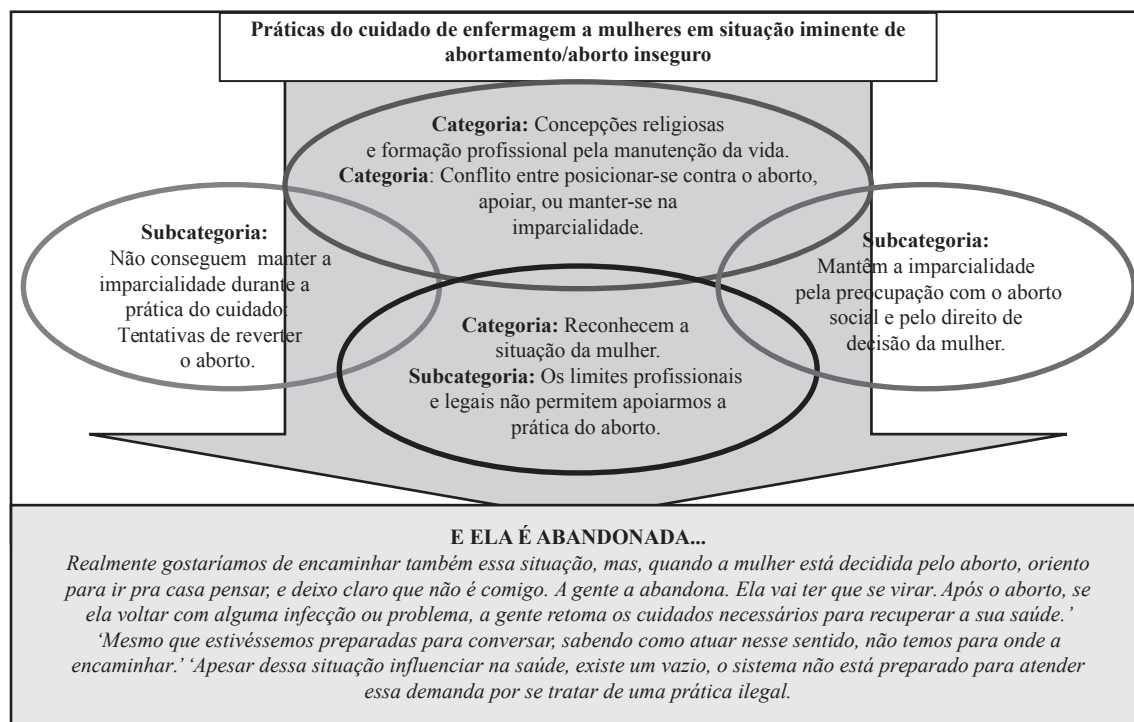 Práticas do cuidado de enfermagem a mulheres em situação iminente de
abortamento/aborto inseguro
Categoria: Concepções religiosas
e formação profissional pela manutenção da vida.
Categoria: Conflito entre posicionar-se contra o aborto,
apoiar, ou manter-se na
imparcialidade.
Subcategoria:
Não conseguem manter a
imparcialidade durante a
prática do cuidado:
Tentativas de reverter
o aborto.
Subcategoria:
Mantêm a imparcialidade
pela preocupação com o aborto
social e pelo direito de
decisão da mulher.
Categoria: Reconhecem a
situação da mulher.
Subcategoria: Os limites profissionais
e legais não permitem apoiarmos a
prática do aborto.
E ELA É ABANDONADA...
Realmente gostaríamos de encaminhar também essa situação, mas, quando a mulher está decidida pelo aborto, oriento
para ir pra casa pensar, e deixo claro que não é comigo. A gente a abandona. Ela vai ter que se virar. Após o aborto, se
ela voltar com alguma infecção ou problema, a gente retoma os cuidados necessários para recuperar a sua saúde.’
‘Mesmo que estivéssemos preparadas para conversar, sabendo como atuar nesse sentido, não temos para onde a
encaminhar.’ ‘Apesar dessa situação influenciar na saúde, existe um vazio, o sistema não está preparado para atender
essa demanda por se tratar de uma prática ilegal.